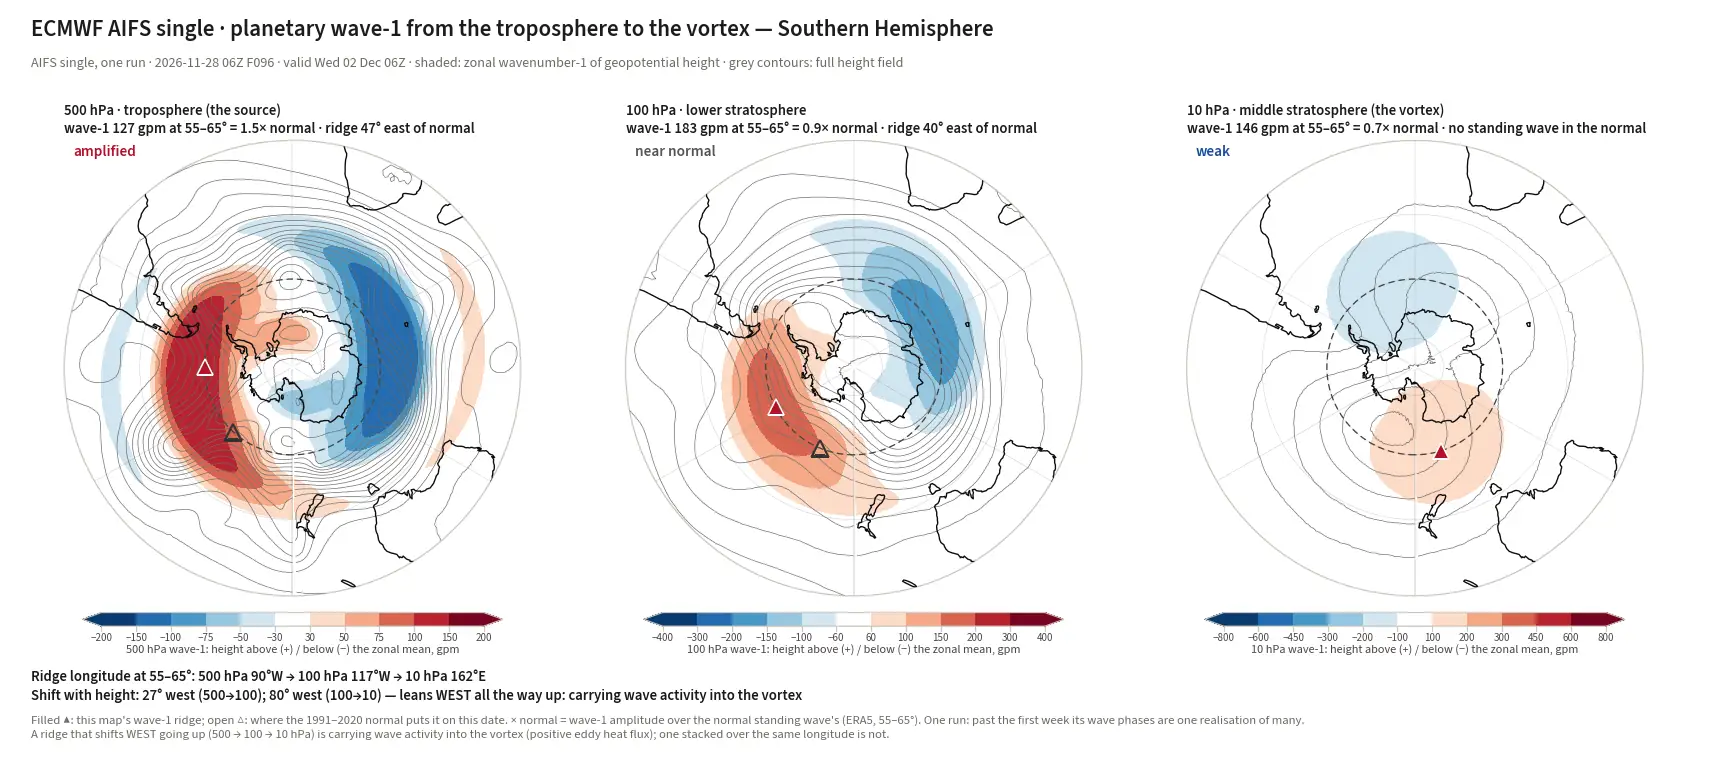 ECMWF AIFS single · planetary wave-1 from the troposphere to the vortex — Southern Hemisphere
AIFS single, one run · 2026-11-28 06Z F096 · valid Wed 02 Dec 06Z · shaded: zonal wavenumber-1 of geopotential height · grey contours: full height field
500 hPa · troposphere (the source)
wave-1 127 gpm at 55–65° = 1.5× normal · ridge 47° east of normal
amplified
100 hPa · lower stratosphere
wave-1 183 gpm at 55–65° = 0.9× normal · ridge 40° east of normal
near normal
10 hPa · middle stratosphere (the vortex)
wave-1 146 gpm at 55–65° = 0.7× normal · no standing wave in the normal
weak
−200 −150 −100 −75 −50 −30 30 50 75 100 150 200
500 hPa wave-1: height above (+) / below (−) the zonal mean, gpm
−400 −300 −200 −150 −100 −60 60 100 150 200 300 400
100 hPa wave-1: height above (+) / below (−) the zonal mean, gpm
−800 −600 −450 −300 −200 −100 100 200 300 450 600 800
10 hPa wave-1: height above (+) / below (−) the zonal mean, gpm
Ridge longitude at 55–65°: 500 hPa 90°W → 100 hPa 117°W → 10 hPa 162°E
Shift with height: 27° west (500→100); 80° west (100→10) — leans WEST all the way up: carrying wave activity into the vortex
Filled ▲: this map's wave-1 ridge; open △: where the 1991–2020 normal puts it on this date. × normal = wave-1 amplitude over the normal standing wave's (ERA5, 55–65°). One run: past the first week its wave phases are one realisation of many.
A ridge that shifts WEST going up (500 → 100 → 10 hPa) is carrying wave activity into the vortex (positive eddy heat flux); one stacked over the same longitude is not.